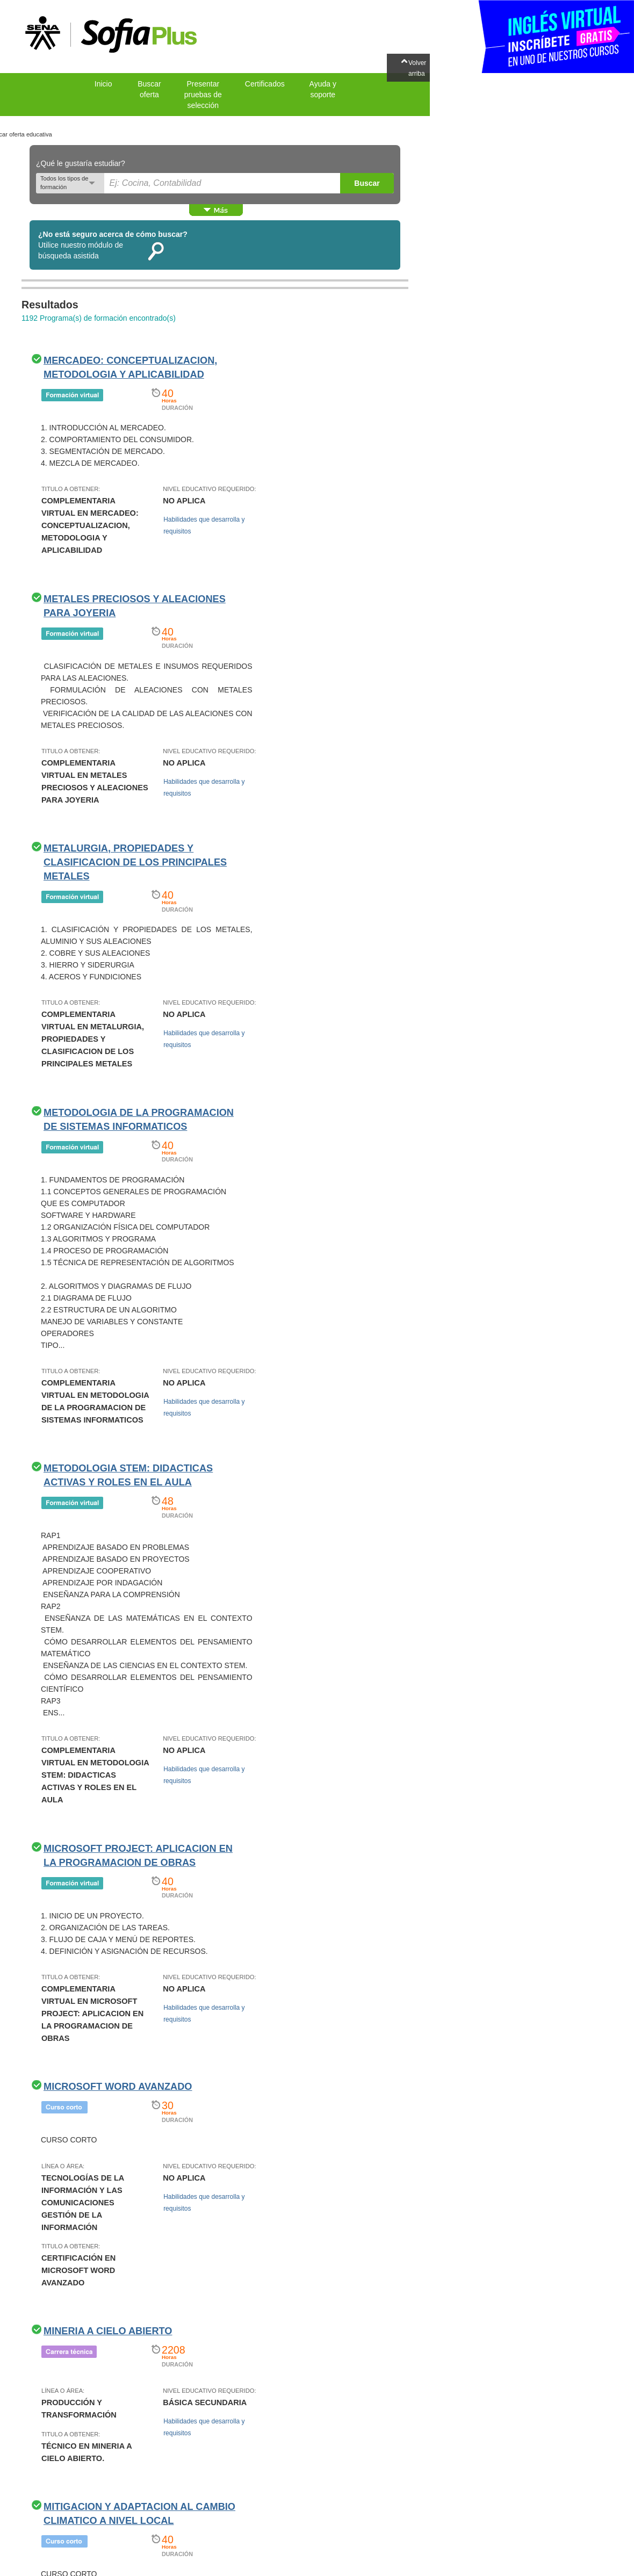 SENA
Sofia Plus
INGLÉS VIRTUAL
INSCRÍBETE GRATIS
EN UNO DE NUESTROS CURSOS
Volver
arriba
Inicio
Buscar
oferta
Presentar
pruebas de
selección
Certificados
Ayuda y
soporte
car oferta educativa
¿Qué le gustaría estudiar?
Todos los tipos de
formación
Ej: Cocina, Contabilidad
Buscar
Más
¿No está seguro acerca de cómo buscar?
Utilice nuestro módulo de
búsqueda asistida
Resultados
1192 Programa(s) de formación encontrado(s)
MERCADEO: CONCEPTUALIZACION,
METODOLOGIA Y APLICABILIDAD
Formación virtual
40
Horas
DURACIÓN
1. INTRODUCCIÓN AL MERCADEO.
2. COMPORTAMIENTO DEL CONSUMIDOR.
3. SEGMENTACIÓN DE MERCADO.
4. MEZCLA DE MERCADEO.
TITULO A OBTENER:
COMPLEMENTARIA
VIRTUAL EN MERCADEO:
CONCEPTUALIZACION,
METODOLOGIA Y
APLICABILIDAD
NIVEL EDUCATIVO REQUERIDO:
NO APLICA
Habilidades que desarrolla y
requisitos
METALES PRECIOSOS Y ALEACIONES
PARA JOYERIA
Formación virtual
40
Horas
DURACIÓN
CLASIFICACIÓN DE METALES E INSUMOS REQUERIDOS
PARA LAS ALEACIONES.
FORMULACIÓN DE ALEACIONES CON METALES
PRECIOSOS.
VERIFICACIÓN DE LA CALIDAD DE LAS ALEACIONES CON
METALES PRECIOSOS.
TITULO A OBTENER:
COMPLEMENTARIA
VIRTUAL EN METALES
PRECIOSOS Y ALEACIONES
PARA JOYERIA
NIVEL EDUCATIVO REQUERIDO:
NO APLICA
Habilidades que desarrolla y
requisitos
METALURGIA, PROPIEDADES Y
CLASIFICACION DE LOS PRINCIPALES
METALES
Formación virtual
40
Horas
DURACIÓN
1. CLASIFICACIÓN Y PROPIEDADES DE LOS METALES,
ALUMINIO Y SUS ALEACIONES
2. COBRE Y SUS ALEACIONES
3. HIERRO Y SIDERURGIA
4. ACEROS Y FUNDICIONES
TITULO A OBTENER:
COMPLEMENTARIA
VIRTUAL EN METALURGIA,
PROPIEDADES Y
CLASIFICACION DE LOS
PRINCIPALES METALES
NIVEL EDUCATIVO REQUERIDO:
NO APLICA
Habilidades que desarrolla y
requisitos
METODOLOGIA DE LA PROGRAMACION
DE SISTEMAS INFORMATICOS
Formación virtual
40
Horas
DURACIÓN
1. FUNDAMENTOS DE PROGRAMACIÓN
1.1 CONCEPTOS GENERALES DE PROGRAMACIÓN
QUE ES COMPUTADOR
SOFTWARE Y HARDWARE
1.2 ORGANIZACIÓN FÍSICA DEL COMPUTADOR
1.3 ALGORITMOS Y PROGRAMA
1.4 PROCESO DE PROGRAMACIÓN
1.5 TÉCNICA DE REPRESENTACIÓN DE ALGORITMOS
2. ALGORITMOS Y DIAGRAMAS DE FLUJO
2.1 DIAGRAMA DE FLUJO
2.2 ESTRUCTURA DE UN ALGORITMO
MANEJO DE VARIABLES Y CONSTANTE
OPERADORES
TIPO...
TITULO A OBTENER:
COMPLEMENTARIA
VIRTUAL EN METODOLOGIA
DE LA PROGRAMACION DE
SISTEMAS INFORMATICOS
NIVEL EDUCATIVO REQUERIDO:
NO APLICA
Habilidades que desarrolla y
requisitos
METODOLOGIA STEM: DIDACTICAS
ACTIVAS Y ROLES EN EL AULA
Formación virtual
48
Horas
DURACIÓN
RAP1
APRENDIZAJE BASADO EN PROBLEMAS
APRENDIZAJE BASADO EN PROYECTOS
APRENDIZAJE COOPERATIVO
APRENDIZAJE POR INDAGACIÓN
ENSEÑANZA PARA LA COMPRENSIÓN
RAP2
ENSEÑANZA DE LAS MATEMÁTICAS EN EL CONTEXTO
STEM.
CÓMO DESARROLLAR ELEMENTOS DEL PENSAMIENTO
MATEMÁTICO
ENSEÑANZA DE LAS CIENCIAS EN EL CONTEXTO STEM.
CÓMO DESARROLLAR ELEMENTOS DEL PENSAMIENTO
CIENTÍFICO
RAP3
ENS...
TITULO A OBTENER:
COMPLEMENTARIA
VIRTUAL EN METODOLOGIA
STEM: DIDACTICAS
ACTIVAS Y ROLES EN EL
AULA
NIVEL EDUCATIVO REQUERIDO:
NO APLICA
Habilidades que desarrolla y
requisitos
MICROSOFT PROJECT: APLICACION EN
LA PROGRAMACION DE OBRAS
Formación virtual
40
Horas
DURACIÓN
1. INICIO DE UN PROYECTO.
2. ORGANIZACIÓN DE LAS TAREAS.
3. FLUJO DE CAJA Y MENÚ DE REPORTES.
4. DEFINICIÓN Y ASIGNACIÓN DE RECURSOS.
TITULO A OBTENER:
COMPLEMENTARIA
VIRTUAL EN MICROSOFT
PROJECT: APLICACION EN
LA PROGRAMACION DE
OBRAS
NIVEL EDUCATIVO REQUERIDO:
NO APLICA
Habilidades que desarrolla y
requisitos
MICROSOFT WORD AVANZADO
Curso corto
30
Horas
DURACIÓN
CURSO CORTO
LÍNEA O ÁREA:
TECNOLOGÍAS DE LA
INFORMACIÓN Y LAS
COMUNICACIONES
GESTIÓN DE LA
INFORMACIÓN
TITULO A OBTENER:
CERTIFICACIÓN EN
MICROSOFT WORD
AVANZADO
NIVEL EDUCATIVO REQUERIDO:
NO APLICA
Habilidades que desarrolla y
requisitos
MINERIA A CIELO ABIERTO
Carrera técnica
2208
Horas
DURACIÓN
LÍNEA O ÁREA:
PRODUCCIÓN Y
TRANSFORMACIÓN
TITULO A OBTENER:
TÉCNICO EN MINERIA A
CIELO ABIERTO.
NIVEL EDUCATIVO REQUERIDO:
BÁSICA SECUNDARIA
Habilidades que desarrolla y
requisitos
MITIGACION Y ADAPTACION AL CAMBIO
CLIMATICO A NIVEL LOCAL
Curso corto
40
Horas
DURACIÓN
CURSO CORTO